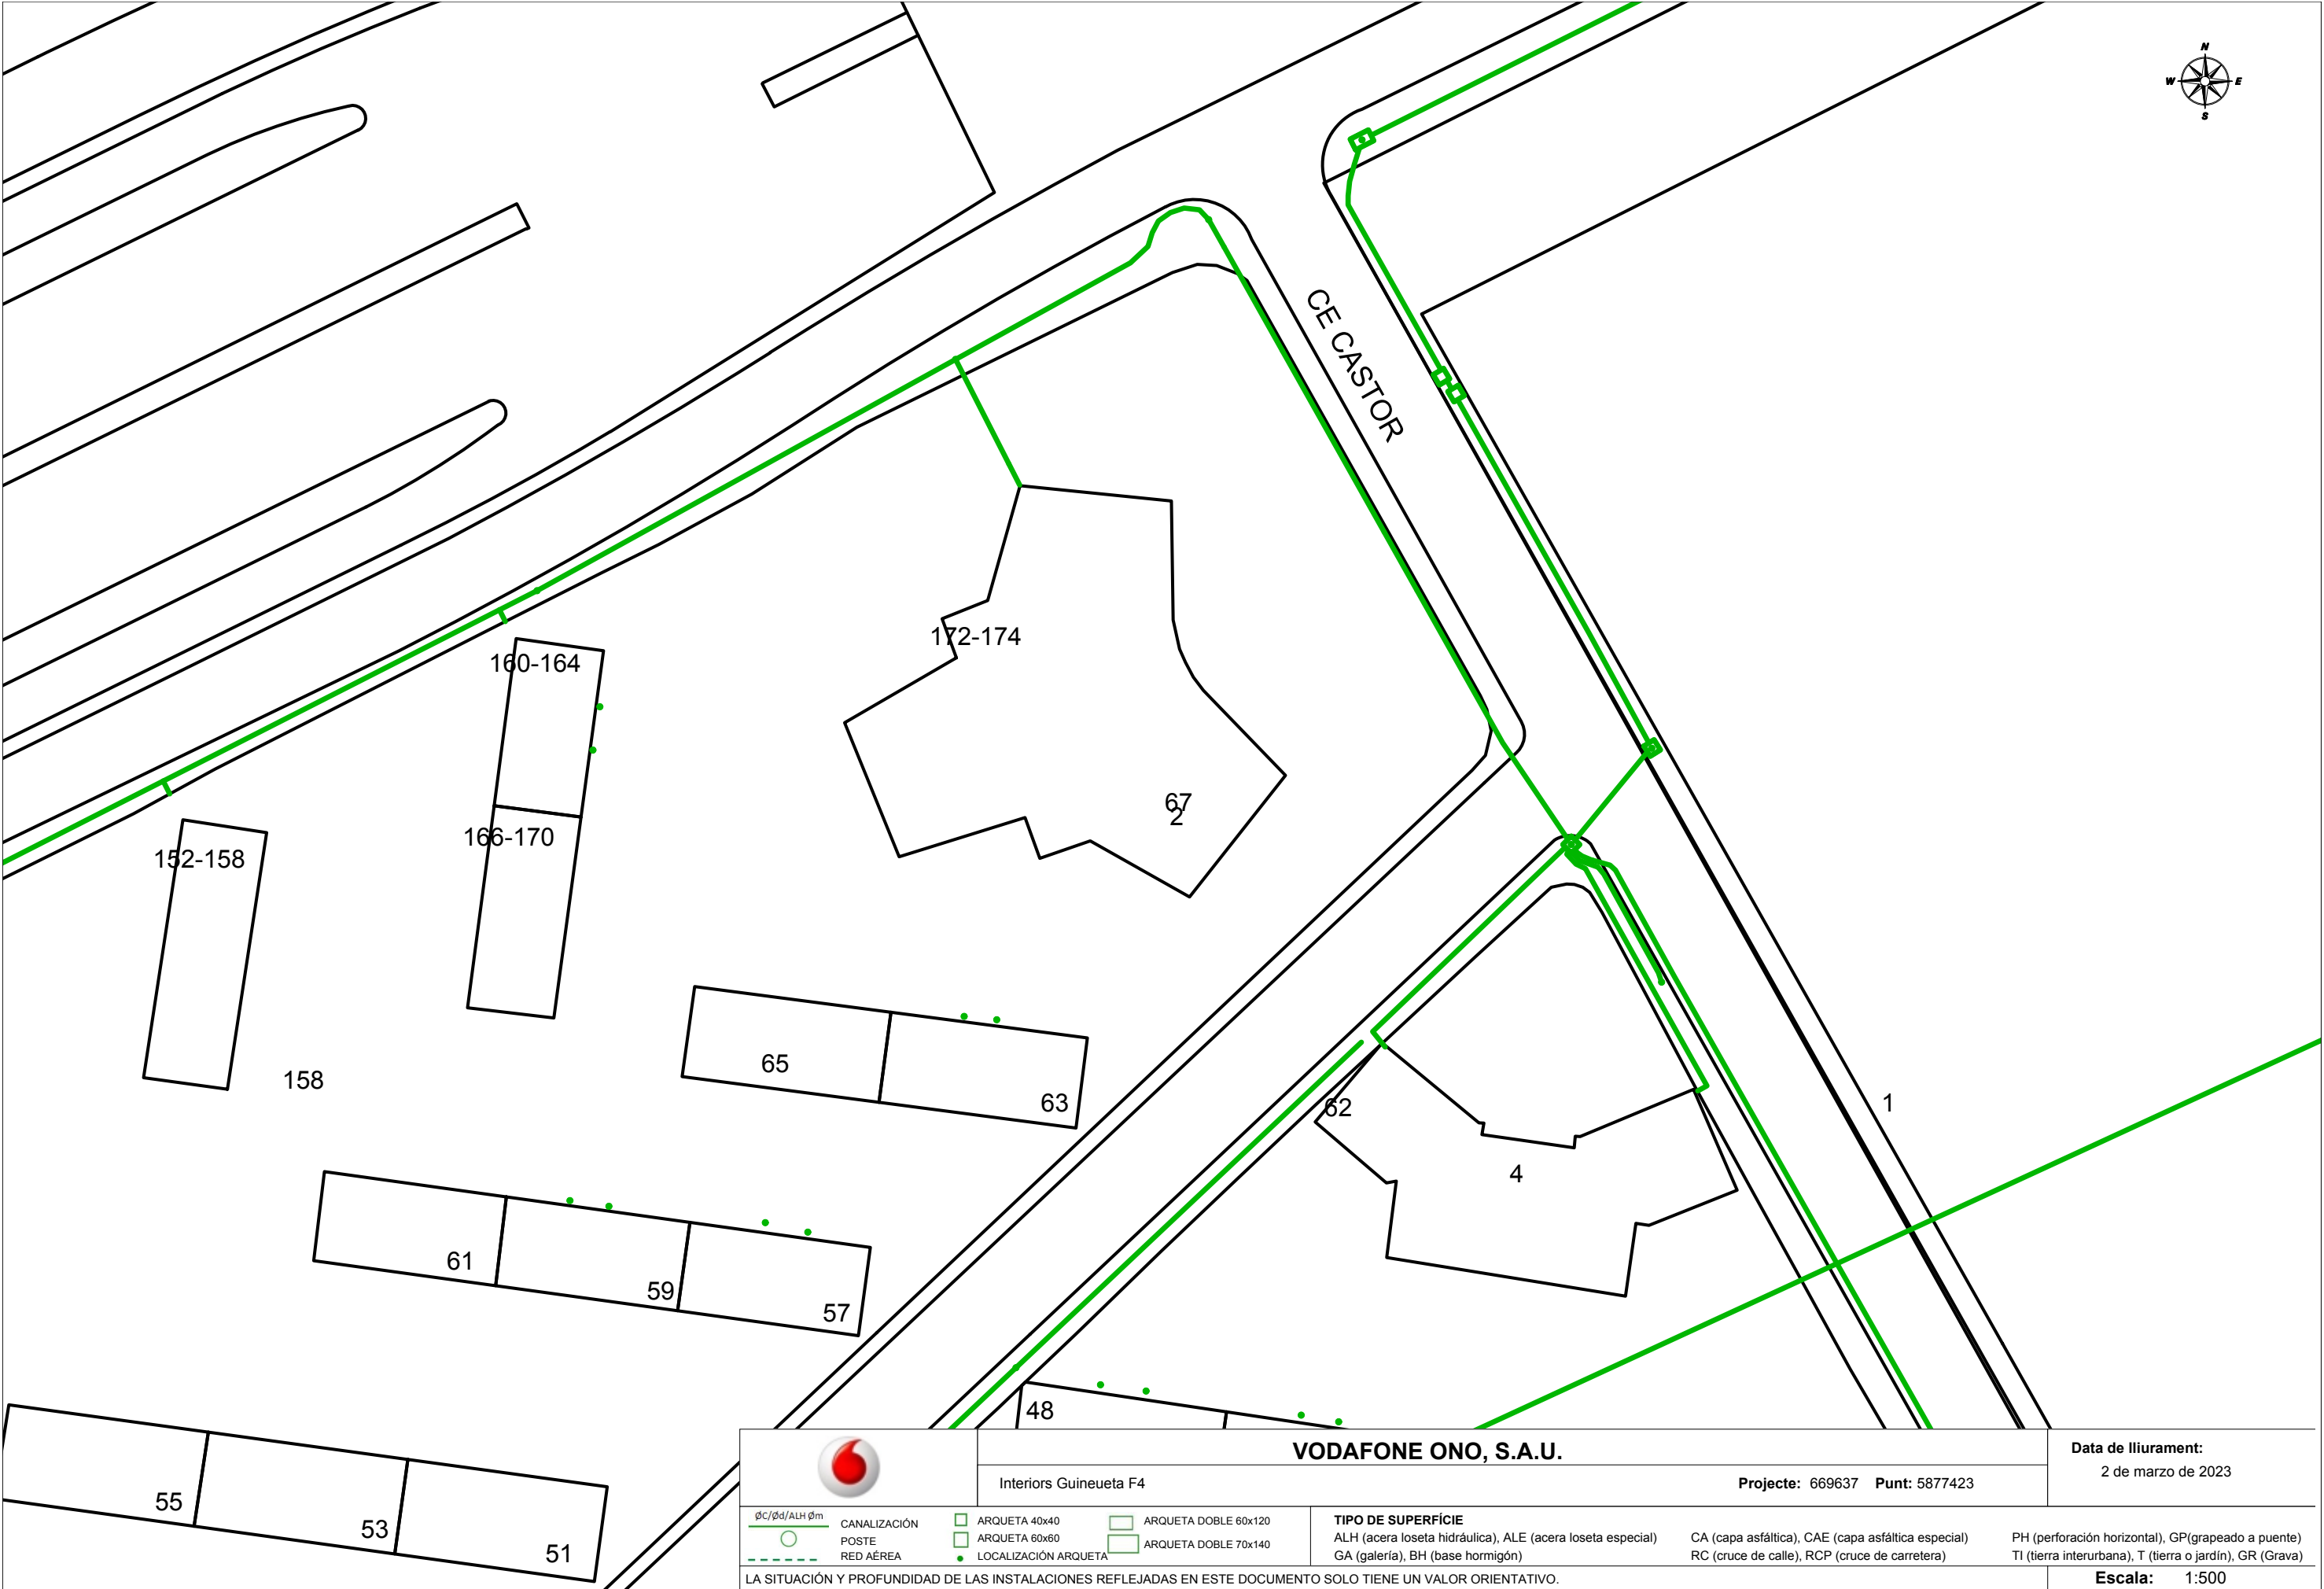 N
W E
S
CE CASTOR
172-174
160-164
67
2
166-170
152-158
158
65
63
62
1
4
61
59
57
48
55
53
51
VODAFONE ONO, S.A.U.
Interiors Guineueta F4
Projecte: 669637 Punt: 5877423
Data de lliurament:
2 de marzo de 2023
ØC/Ød/ALH Øm
CANALIZACIÓN
POSTE
RED AÉREA
ARQUETA 40x40
ARQUETA 60x60
LOCALIZACIÓN ARQUETA
ARQUETA DOBLE 60x120
ARQUETA DOBLE 70x140
TIPO DE SUPERFÍCIE
ALH (acera loseta hidráulica), ALE (acera loseta especial) CA (capa asfáltica), CAE (capa asfáltica especial) PH (perforación horizontal), GP(grapeado a puente)
GA (galería), BH (base hormigón) RC (cruce de calle), RCP (cruce de carretera) TI (tierra interurbana), T (tierra o jardín), GR (Grava)
LA SITUACIÓN Y PROFUNDIDAD DE LAS INSTALACIONES REFLEJADAS EN ESTE DOCUMENTO SOLO TIENE UN VALOR ORIENTATIVO.
Escala: 1:500